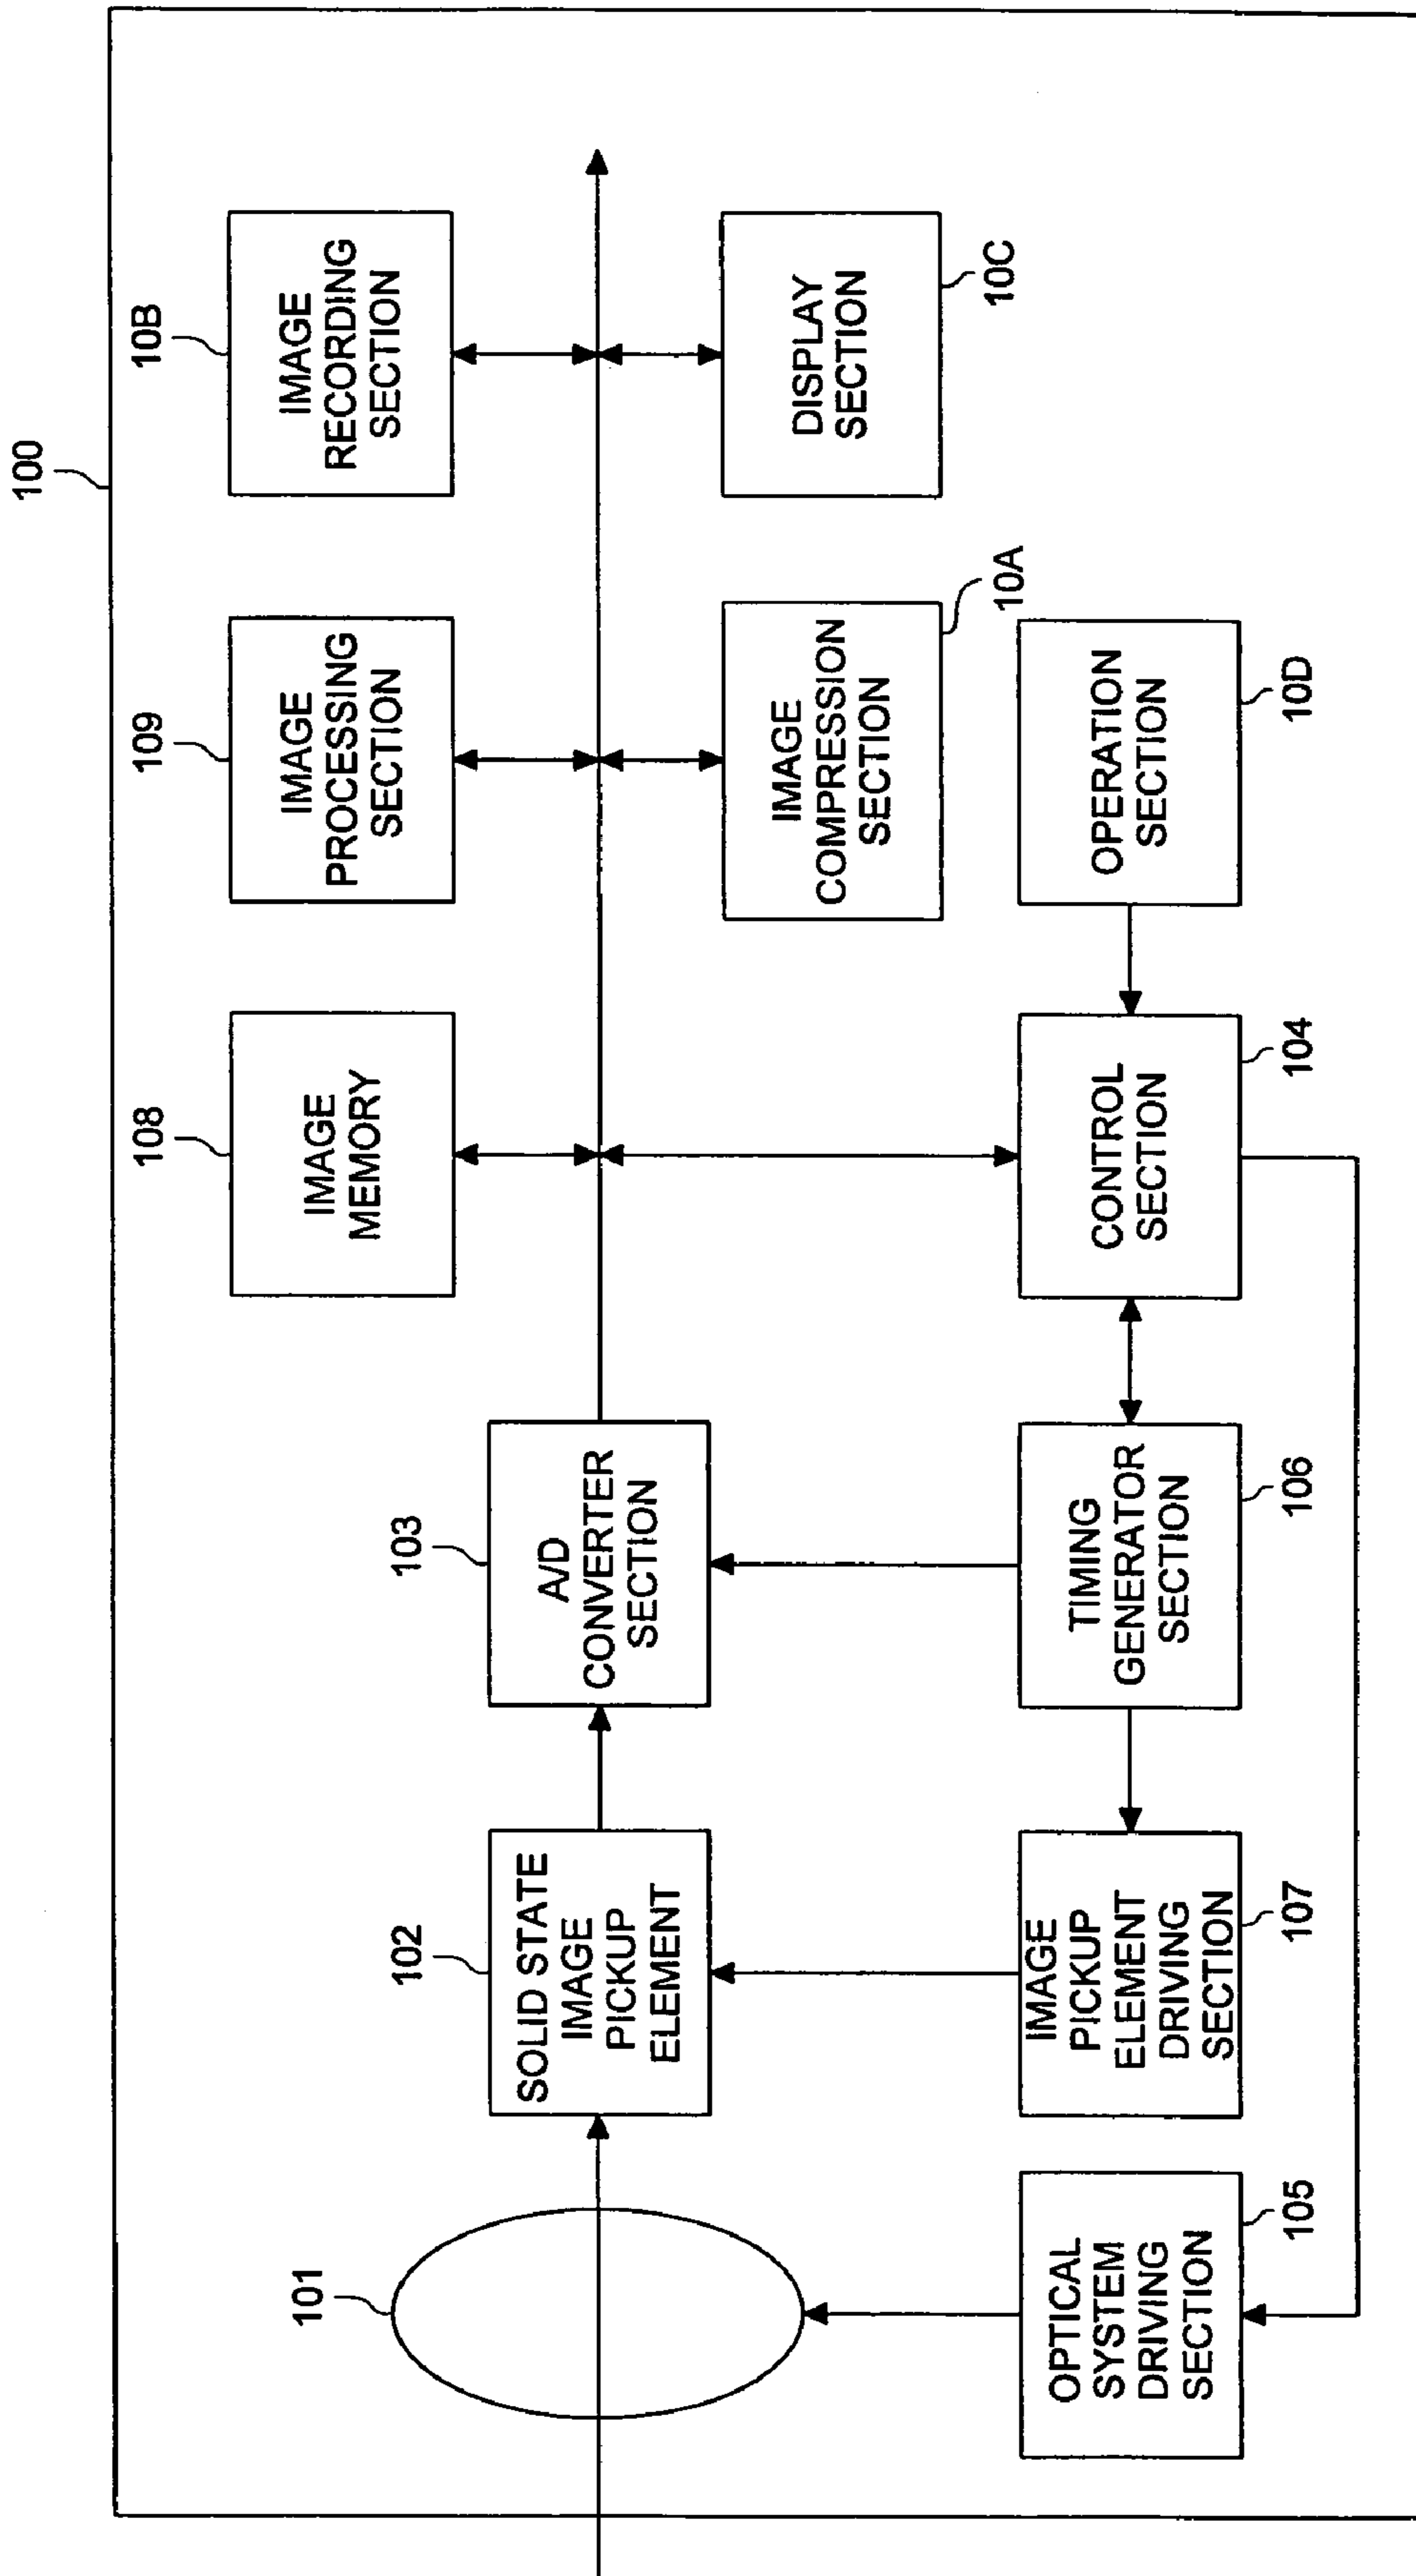 100
108
IMAGE
MEMORY
109
IMAGE
PROCESSING
SECTION
10B
IMAGE
RECORDING
SECTION
101
102
SOLID STATE
IMAGE
PICKUP
ELEMENT
103
A/D
CONVERTER
SECTION
IMAGE
COMPRESSION
SECTION
10A
DISPLAY
SECTION
10C
OPTICAL
SYSTEM
DRIVING
SECTION
105
IMAGE
PICKUP
ELEMENT
DRIVING
SECTION
107
TIMING
GENERATOR
SECTION
106
CONTROL
SECTION
104
OPERATION
SECTION
10D